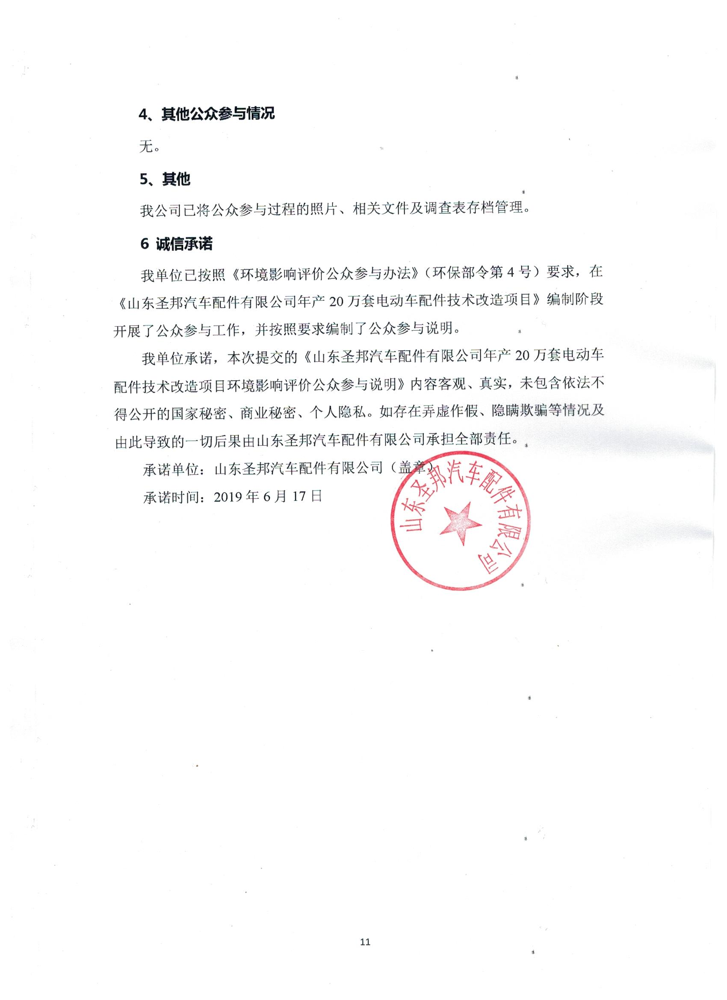 4、其他公众参与情况
无。
5、其他
我公司已将公众参与过程的照片、相关文件及调查表存档管理。
6 诚信承诺
我单位已按照《环境影响评价公众参与办法》（环保部令第 4 号）要求，在
《山东圣邦汽车配件有限公司年产 20 万套电动车配件技术改造项目》编制阶段
开展了公众参与工作，并按照要求编制了公众参与说明。
我单位承诺，本次提交的《山东圣邦汽车配件有限公司年产 20 万套电动车
配件技术改造项目环境影响评价公众参与说明》内容客观、真实，未包含依法不
得公开的国家秘密、商业秘密、个人隐私。如存在弄虚作假、隐瞒欺骗等情况及
由此导致的一切后果由山东圣邦汽车配件有限公司承担全部责任。
承诺单位：山东圣邦汽车配件有限公司（盖章）
承诺时间：2019 年 6 月 17 日
山东圣邦汽车配件有限公司
11